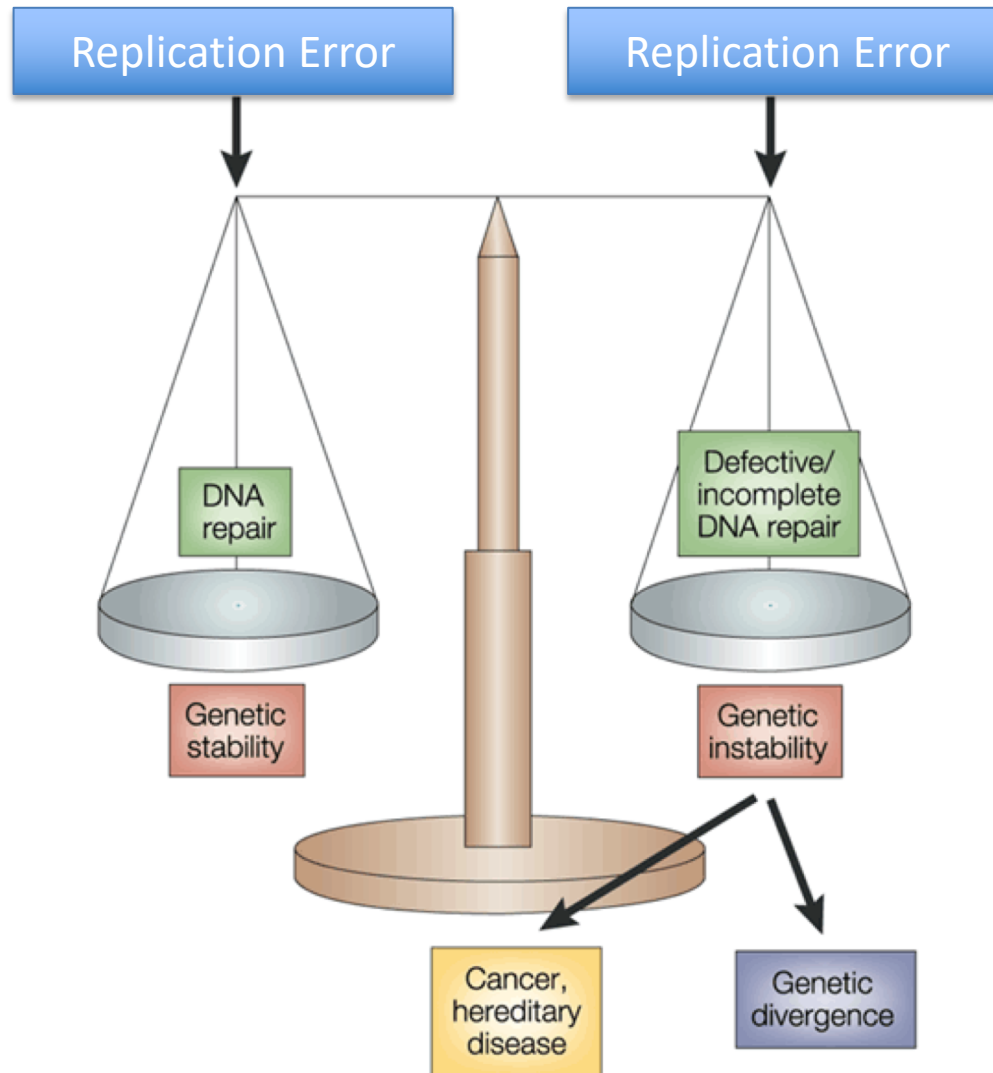 Replication Error
Replication Error
DNA
repair
Defective/
incomplete
DNA repair
Genetic
stability
Genetic
instability
Cancer,
hereditary
disease
Genetic
divergence